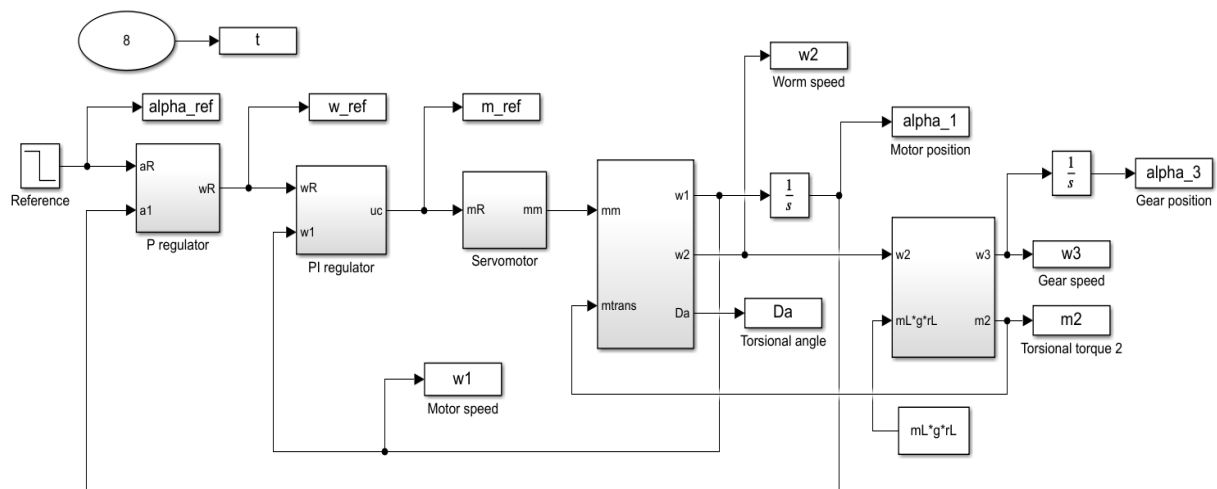 8
t
w2
Worm speed
alpha_ref
w_ref
m_ref
alpha_1
Motor position
Reference
aR
a1
wR
P regulator
wR
w1
uc
PI regulator
mR
mm
Servomotor
mm
mtrans
w1
w2
Da
1
s
Da
Torsional angle
w2
mL*g*rL
w3
m2
1
s
alpha_3
Gear position
w3
Gear speed
m2
Torsional torque 2
w1
Motor speed
mL*g*rL